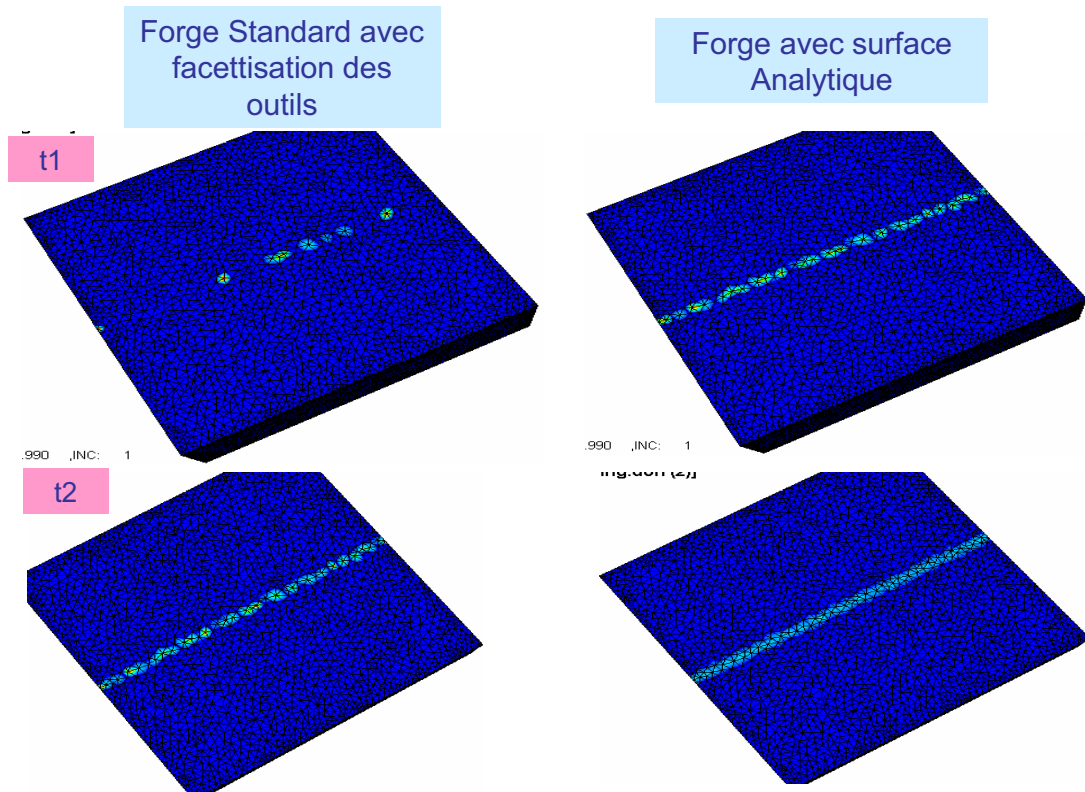 Forge Standard avec
facettisation des
outils
Forge avec surface
Analytique
t1
.990 ,INC: 1
.990 ,INC: 1
t2